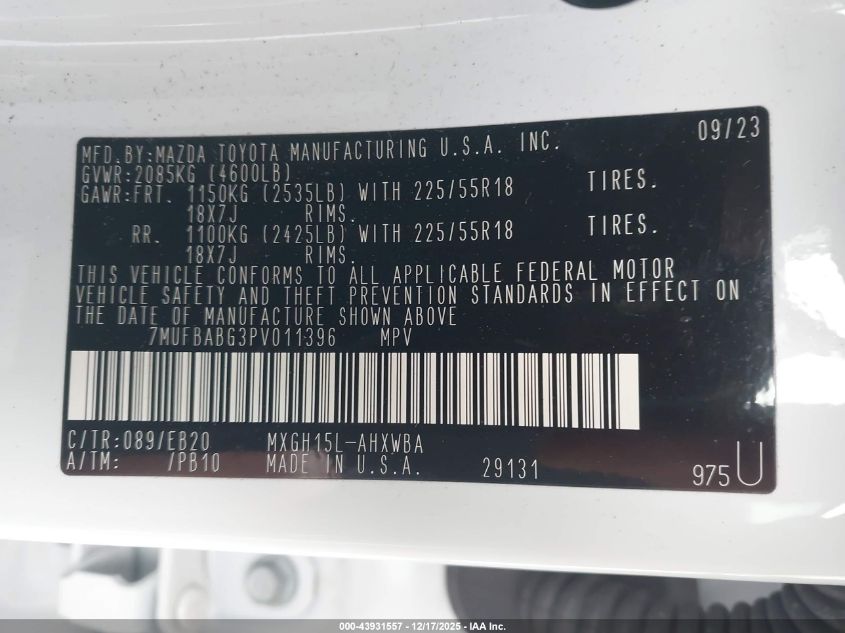 09/23
MFD.BY:MAZDA TOYOTA MANUFACTURING U.S.A. INC.
GVWR:2085KG (4600LB)
GAWR:FRT. 1150KG (2535LB) WITH 225/55R18 TIRES.
18X7J RIMS.
RR. 1100KG (2425LB) WITH 225/55R18 TIRES.
18X7J RIMS.
THIS VEHICLE CONFORMS TO ALL APPLICABLE FEDERAL MOTOR
VEHICLE SAFETY AND THEFT PREVENTION STANDARDS IN EFFECT ON
THE DATE OF MANUFACTURE SHOWN ABOVE
7MUFBABG3PV011396 MPV
C/TR:089/EB20 MXGH15L-AHXWBA
A/TM: /PB10 MADE IN U.S.A. 29131 975U
000-43931557 - 12/17/2025 - IAA Inc.